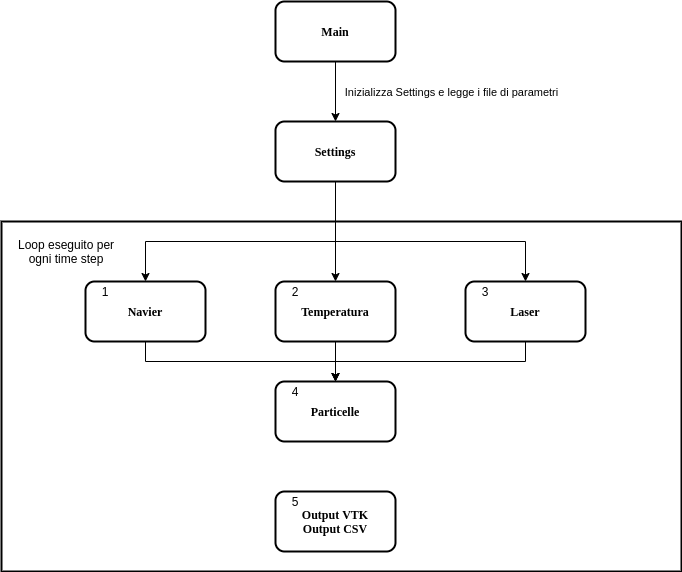 Main
Inizializza Settings e legge i file di parametri
Settings
Loop eseguito per
ogni time step
1
Navier
2
Temperatura
3
Laser
4
Particelle
5
Output VTK
Output CSV